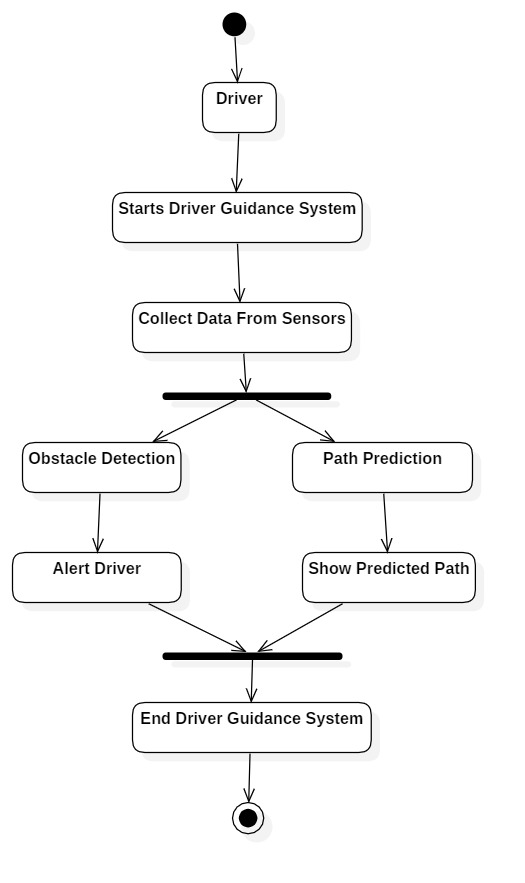 Driver
Starts Driver Guidance System
Collect Data From Sensors
Obstacle Detection
Path Prediction
Alert Driver
Show Predicted Path
End Driver Guidance System